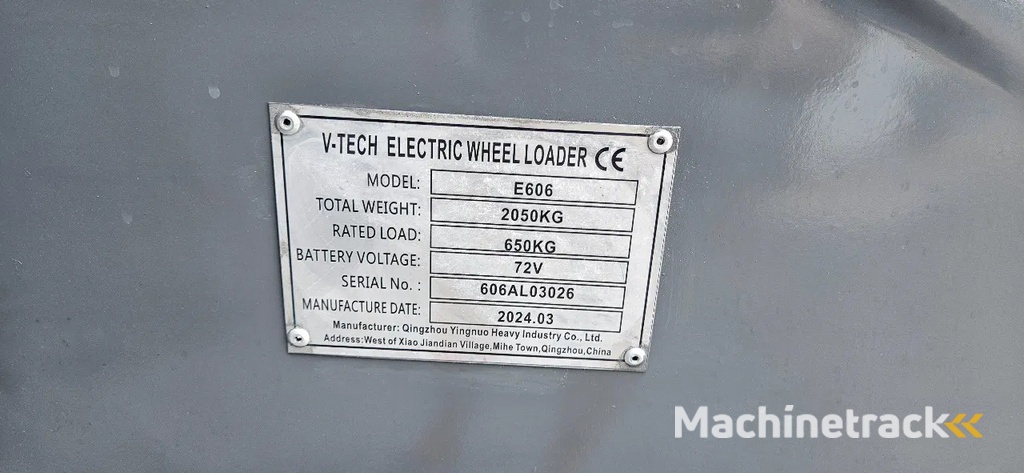 V-TECH ELECTRIC WHEEL LOADER CE
MODEL: E606
TOTAL WEIGHT: 2050KG
RATED LOAD: 650KG
BATTERY VOLTAGE: 72V
SERIAL No. : 606AL03026
MANUFACTURE DATE: 2024.03
Manufacturer: Qingzhou Yingnuo Heavy Industry Co., Ltd.
Address: West of Xiao Jiandian Village, Mihe Town, Qingzhou, China
Machinetrack